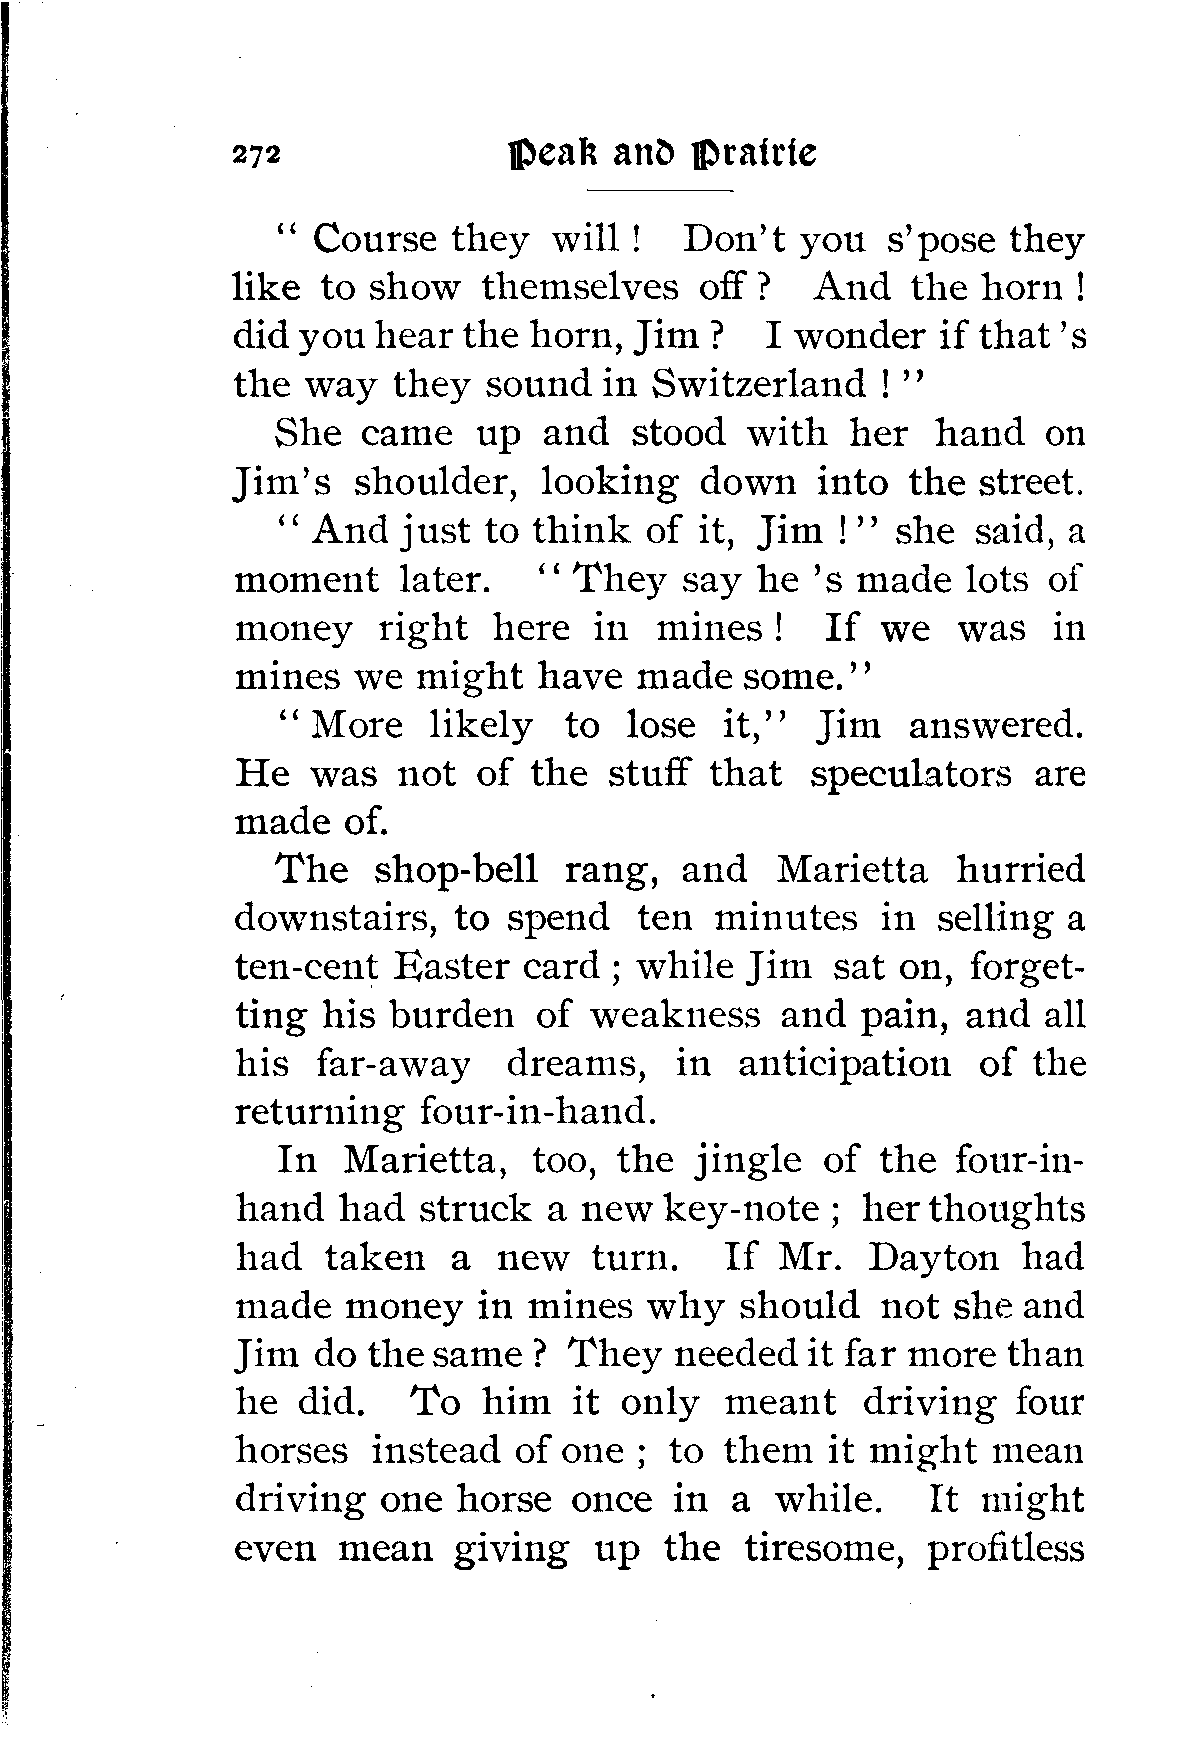 272 Peak and Prairie
“ Course they will ! Don’t you s’pose they
like to show themselves off ? And the horn !
did you hear the horn, Jim ? I wonder if that ’s
the way they sound in Switzerland ! ”
She came up and stood with her hand on
Jim’s shoulder, looking down into the street.
“ And just to think of it, Jim ! ” she said, a
moment later. “ They say he ’s made lots of
money right here in mines ! If we was in
mines we might have made some.”
“ More likely to lose it,” Jim answered.
He was not of the stuff that speculators are
made of.
The shop-bell rang, and Marietta hurried
downstairs, to spend ten minutes in selling a
ten-cent Easter card ; while Jim sat on, forget-
ting his burden of weakness and pain, and all
his far-away dreams, in anticipation of the
returning four-in-hand.
In Marietta, too, the jingle of the four-in-
hand had struck a new key-note ; her thoughts
had taken a new turn. If Mr. Dayton had
made money in mines why should not she and
Jim do the same ? They needed it far more than
he did. To him it only meant driving four
horses instead of one ; to them it might mean
driving one horse once in a while. It might
even mean giving up the tiresome, profitless